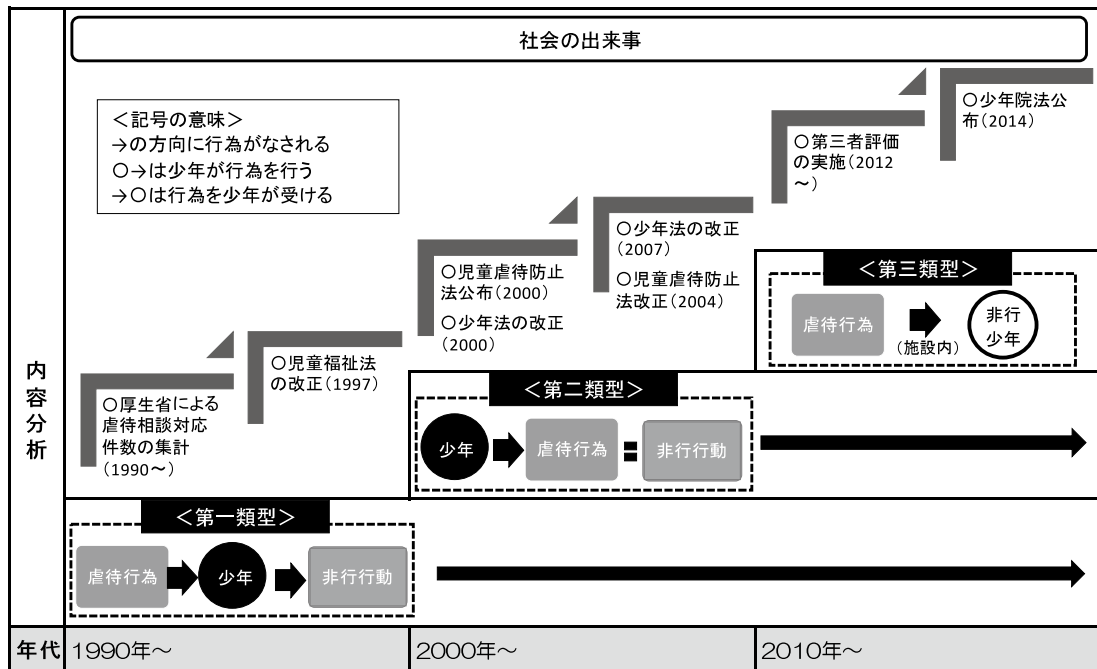 社会の出来事
＜記号の意味＞
→の方向に行為がなされる
○→は少年が行為を行う
→○は行為を少年が受ける
内容分析
○厚生省による
虐待相談対応
件数の集計
(1990～)
○児童福祉法
の改正(1997)
○児童虐待防止
法公布(2000)
○少年法の改正
(2000)
○少年法の改正
(2007)
○児童虐待防止
法改正(2004)
○第三者評価
の実施(2012
～)
○少年院法公
布(2014)
＜第三類型＞
虐待行為
(施設内)
非行
少年
＜第二類型＞
少年
虐待行為
=
非行行動
＜第一類型＞
虐待行為
少年
非行行動
年代
1990年～
2000年～
2010年～